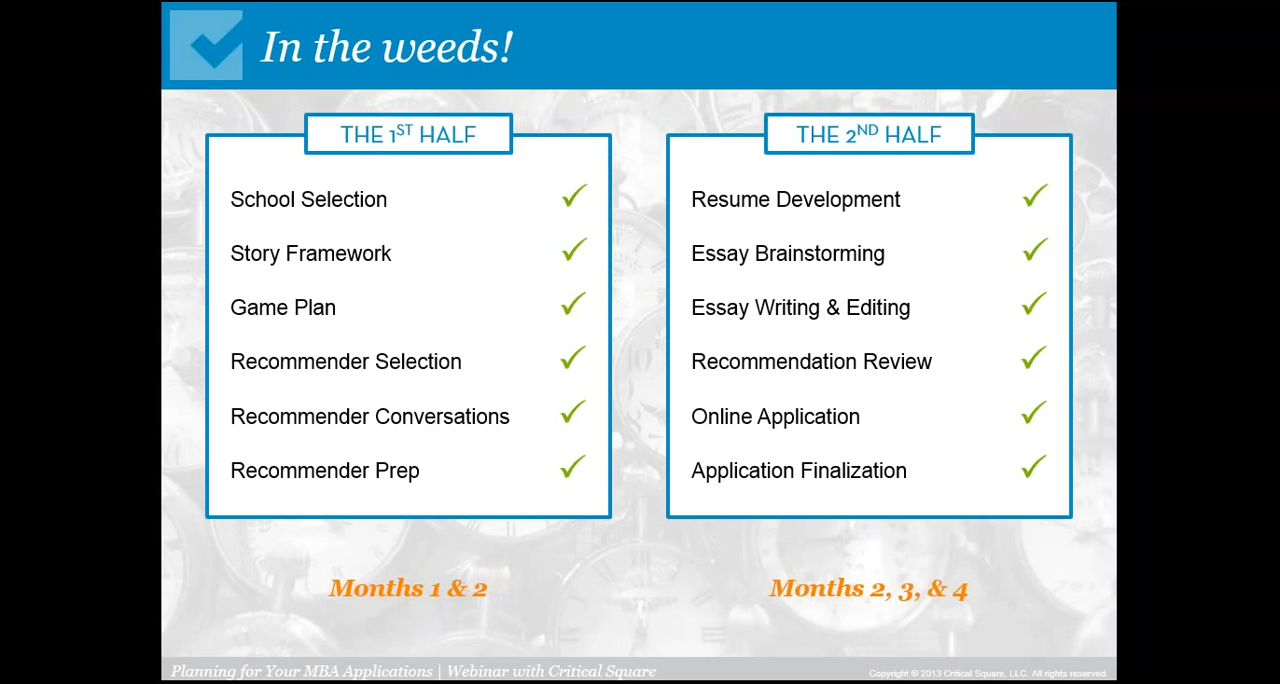 In the weeds!
THE 1ST HALF
School Selection
Story Framework
Game Plan
Recommender Selection
Recommender Conversations
Recommender Prep
Months 1 & 2
THE 2ND HALF
Resume Development
Essay Brainstorming
Essay Writing & Editing
Recommendation Review
Online Application
Application Finalization
Months 2, 3, & 4
Planning for Your MBA Applications | Webinar with Critical Square
Copyright © 2013 Critical Square, LLC. All rights reserved.